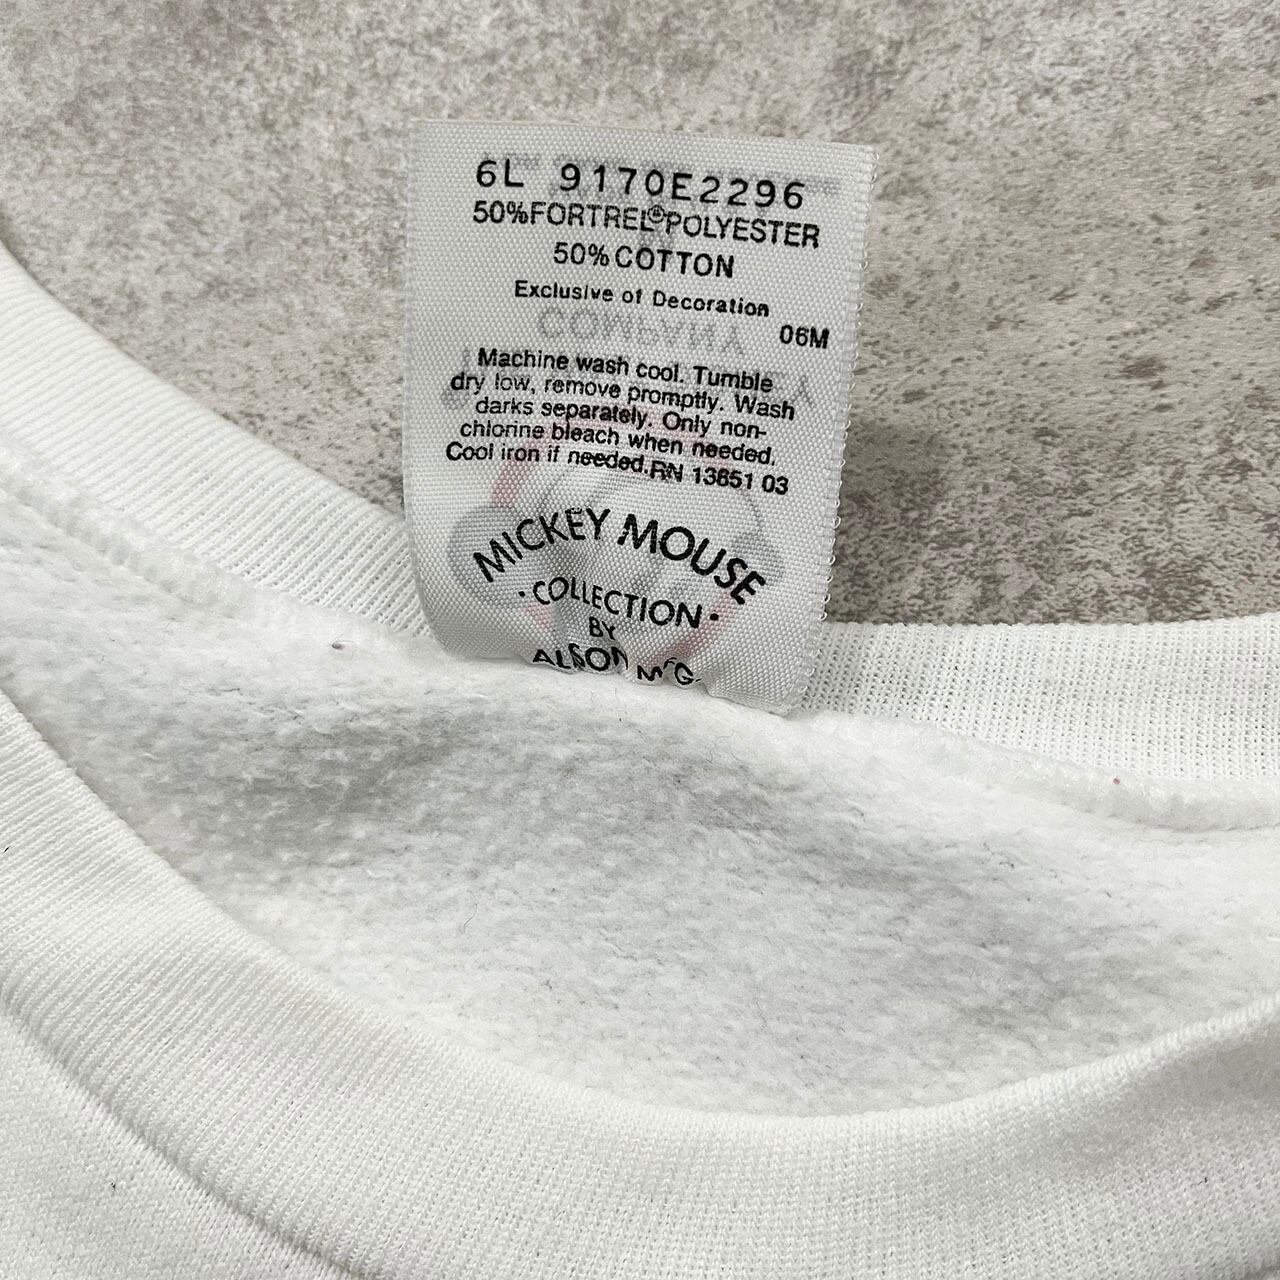 6L 9170E2296
50%FORTREL®POLYESTER
50%COTTON
Exclusive of Decoration
06M
Machine wash cool. Tumble
dry low, remove promptly. Wash
darks separately. Only non-
chlorine bleach when needed.
Cool iron if needed. RN 13651 03
MICKEY MOUSE
·COLLECTION·
BY
ALSON M'F'G.
COMPANY